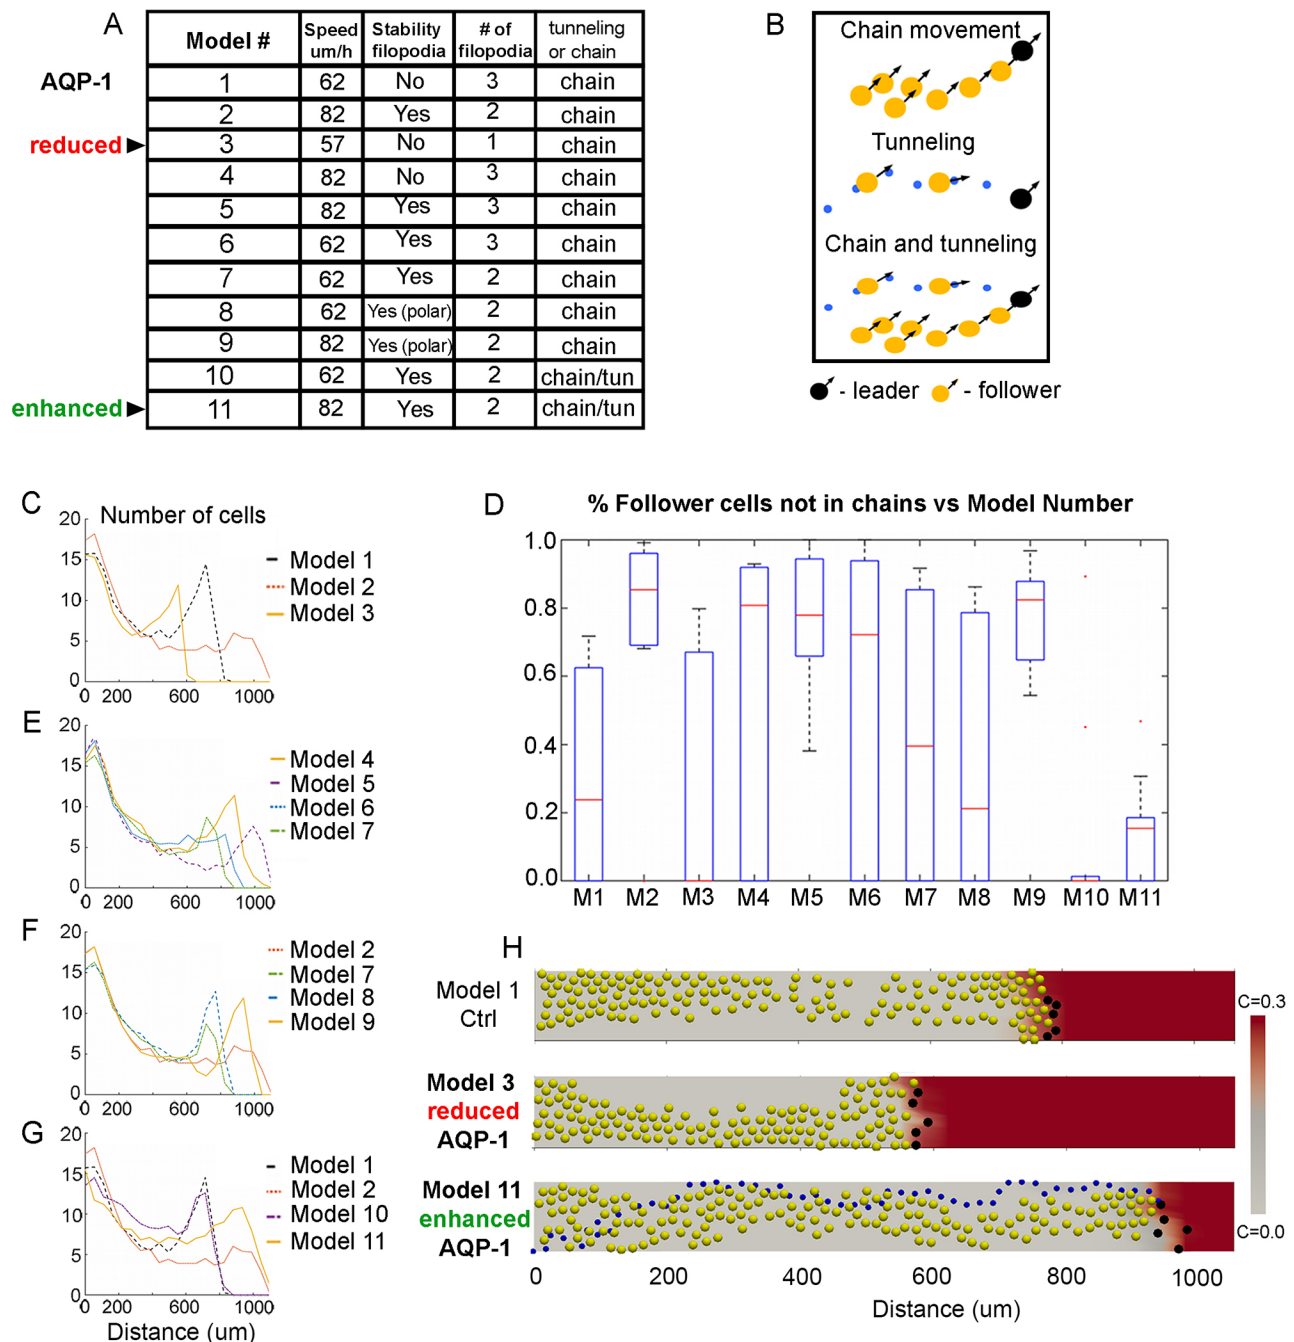 A
Model # Speed um/h Stability filopodia # of filopodia tunneling or chain
AQP-1 1 62 No 3 chain
2 82 Yes 2 chain
reduced 3 57 No 1 chain
4 82 No 3 chain
5 82 Yes 3 chain
6 62 Yes 3 chain
7 62 Yes 2 chain
8 62 Yes (polar) 2 chain
9 82 Yes (polar) 2 chain
10 62 Yes 2 chain/tun
enhanced 11 82 Yes 2 chain/tun
B
Chain movement
Tunneling
Chain and tunneling
- leader - follower
C
Number of cells
20
15
10
5
0
0 200 600 1000
Model 1
Model 2
Model 3
D
% Follower cells not in chains vs Model Number
1.0
0.8
0.6
0.4
0.2
0.0
M1 M2 M3 M4 M5 M6 M7 M8 M9 M10 M11
E
20
15
10
5
0
0 200 600 1000
Model 4
Model 5
Model 6
Model 7
F
20
15
10
5
0
0 200 600 1000
Model 2
Model 7
Model 8
Model 9
G
20
15
10
5
0
0 200 600 1000
Distance (um)
Model 1
Model 2
Model 10
Model 11
H
Model 1
Ctrl
Model 3
reduced
AQP-1
Model 11
enhanced
AQP-1
0 200 400 600 800 1000
Distance (um)
C=0.3
C=0.0